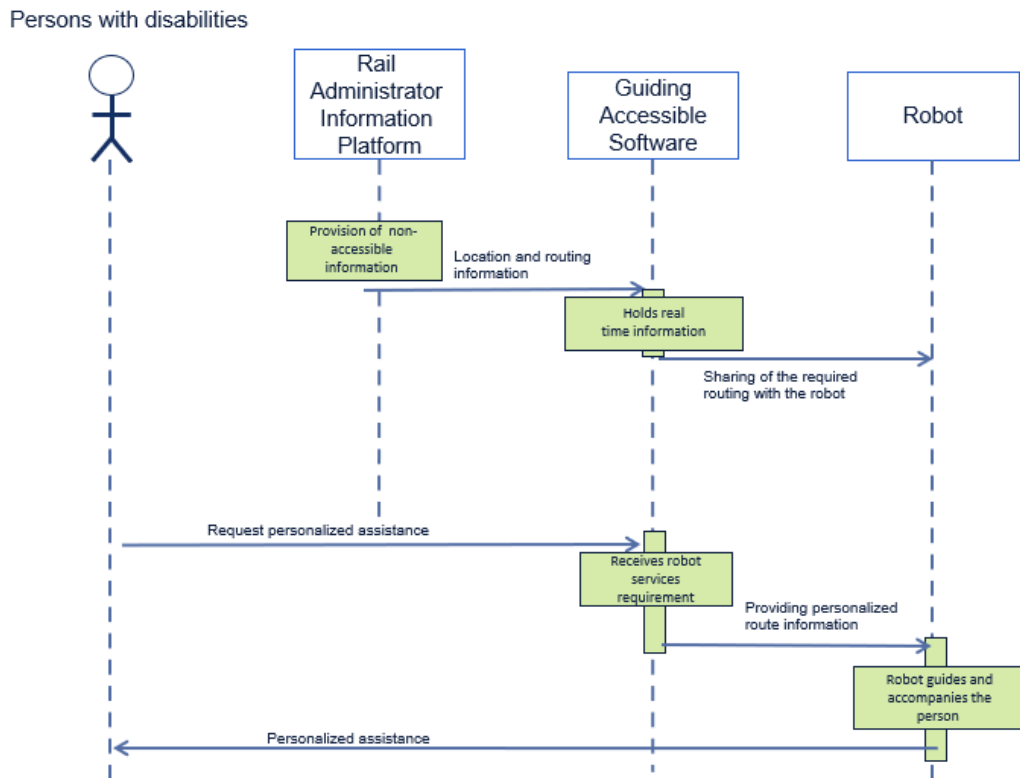 Persons with disabilities
Rail
Administrator
Information
Platform
Guiding
Accessible
Software
Robot
Provision of non-
accessible
information
Location and routing
information
Holds real
time information
Sharing of the required
routing with the robot
Request personalized assistance
Receives robot
services
requirement
Providing personalized
route information
Robot guides and
accompanies the
person
Personalized assistance